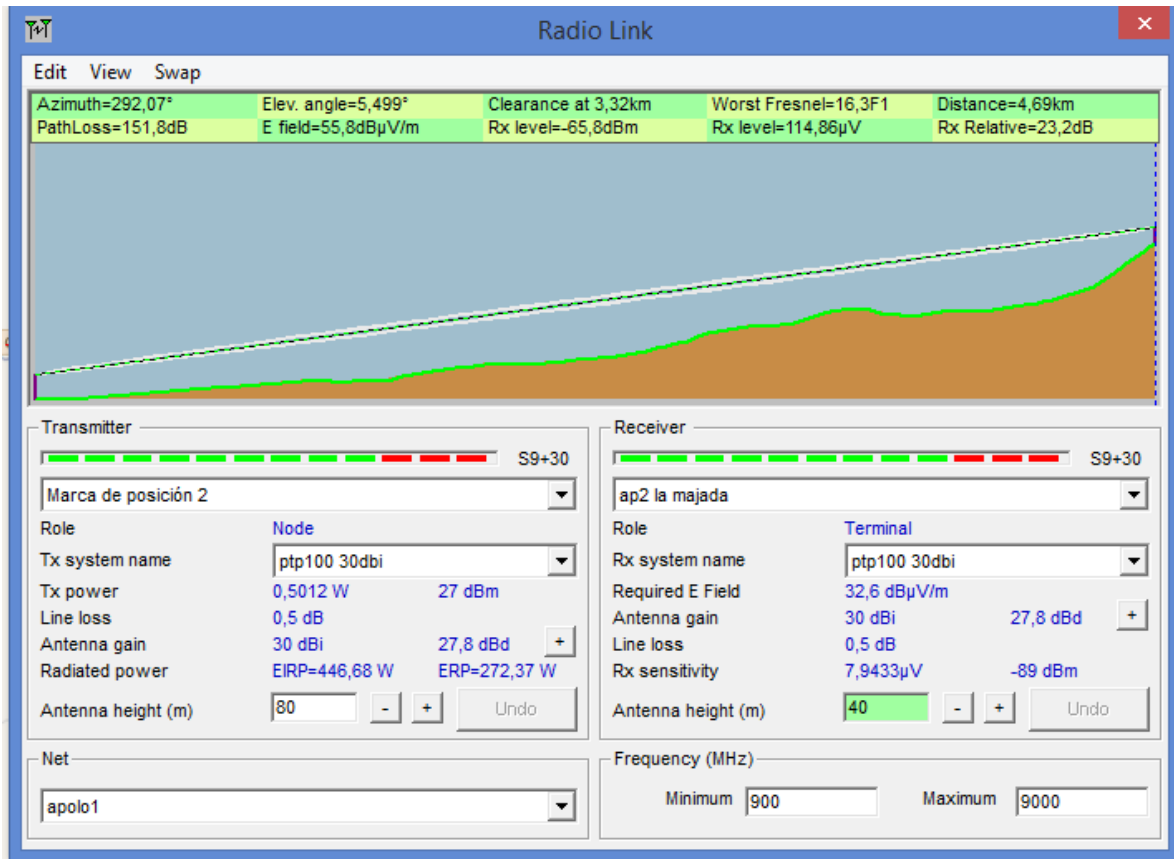 Radio Link
Edit View Swap
Azimuth=292,07° Elev. angle=5,499° Clearance at 3,32km Worst Fresnel=16,3F1 Distance=4,69km
PathLoss=151,8dB E field=55,8dBµV/m Rx level=-65,8dBm Rx level=114,86µV Rx Relative=23,2dB
Transmitter
S9+30
Marca de posición 2
Role Node
Tx system name ptp100 30dbi
Tx power 0,5012 W 27 dBm
Line loss 0,5 dB
Antenna gain 30 dBi 27,8 dBd +
Radiated power EIRP=446,68 W ERP=272,37 W
Antenna height (m) 80 - + Undo
Receiver
S9+30
ap2 la majada
Role Terminal
Rx system name ptp100 30dbi
Required E Field 32,6 dBµV/m
Antenna gain 30 dBi 27,8 dBd +
Line loss 0,5 dB
Rx sensitivity 7,9433µV -89 dBm
Antenna height (m) 40 - + Undo
Net
apolo1
Frequency (MHz)
Minimum 900 Maximum 9000